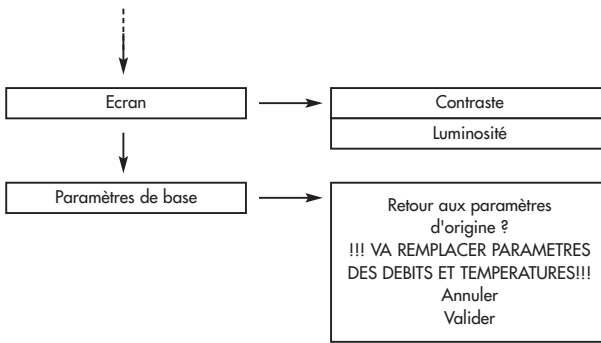 Ecran
Contraste
Luminosité
Paramètres de base
Retour aux paramètres
d'origine ?
!!! VA REMPLACER PARAMETRES
DES DEBITS ET TEMPERATURES!!!
Annuler
Valider